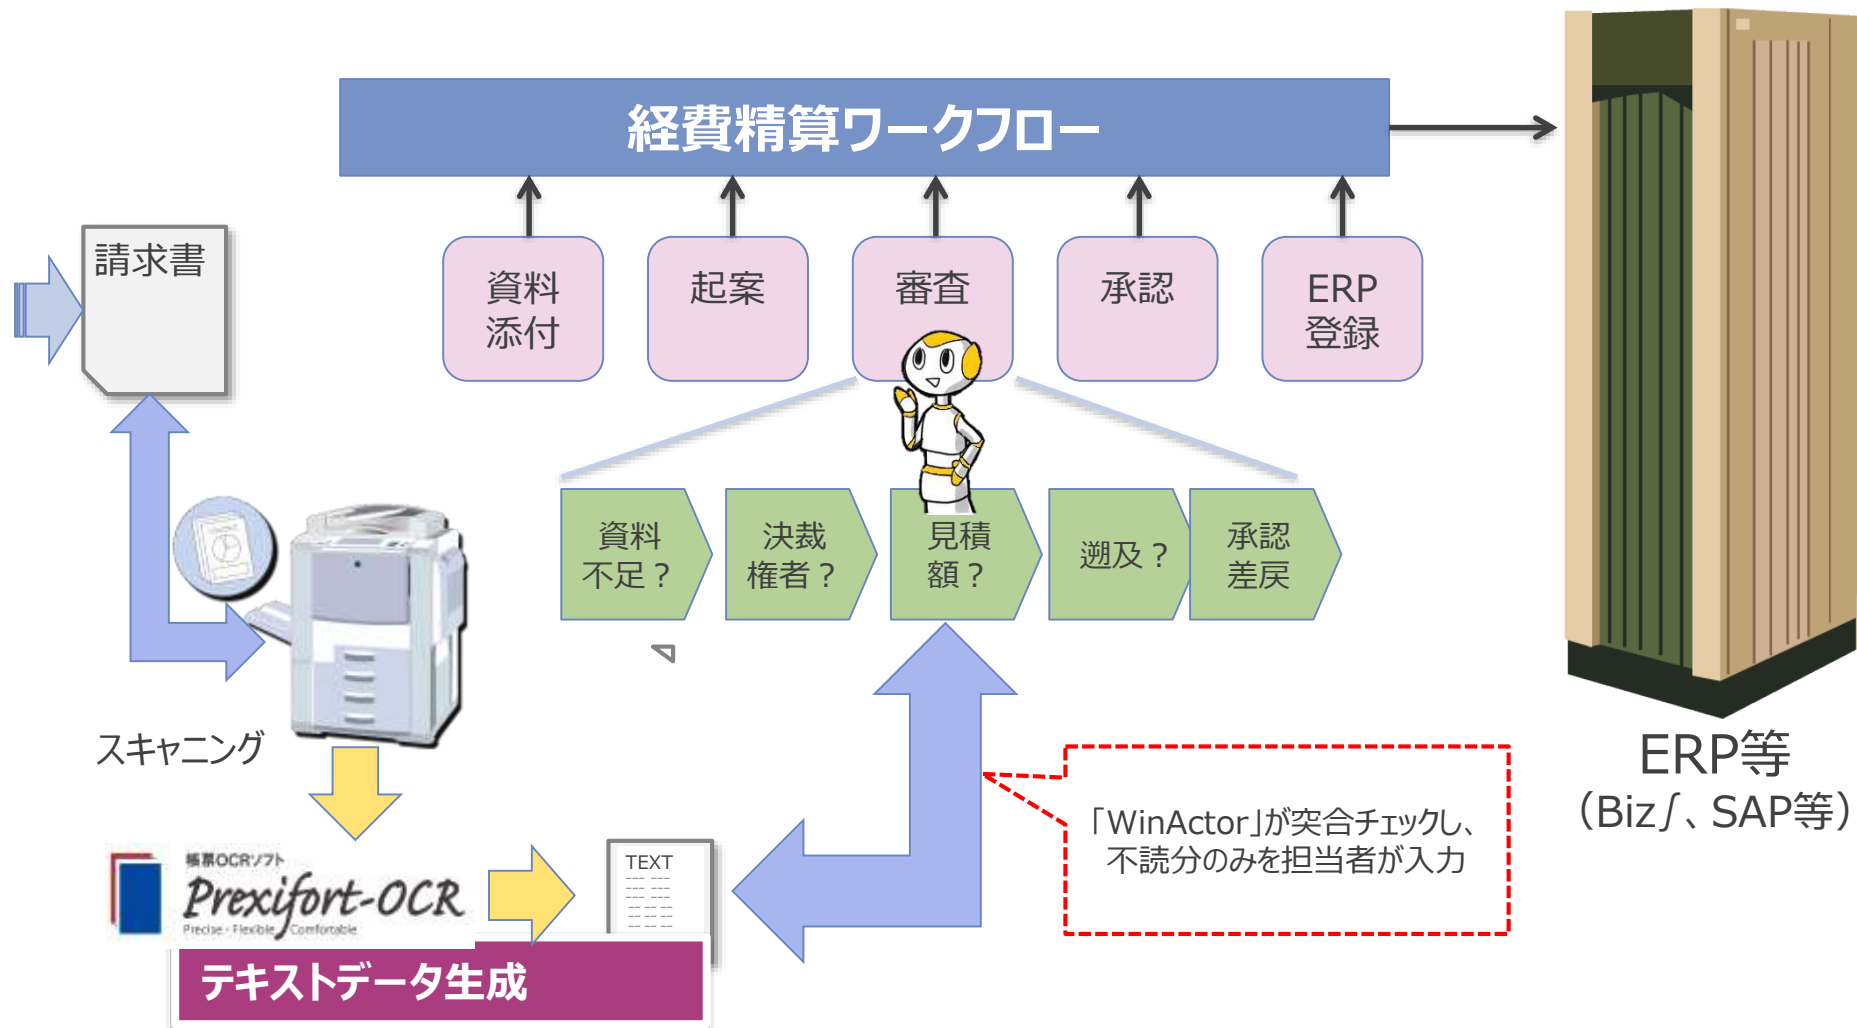 経費精算ワークフロー
請求書
資料
添付
起案
審査
承認
ERP
登録
資料
不足？
決裁
権者？
見積
額？
遡及？
承認
差戻
スキャニング
ERP等
（Biz∫、SAP等）
「WinActor」が突合チェックし、
不読分のみを担当者が入力
帳票OCRソフト
Prexifort-OCR
Precise - Flexible Comfortable
TEXT
テキストデータ生成